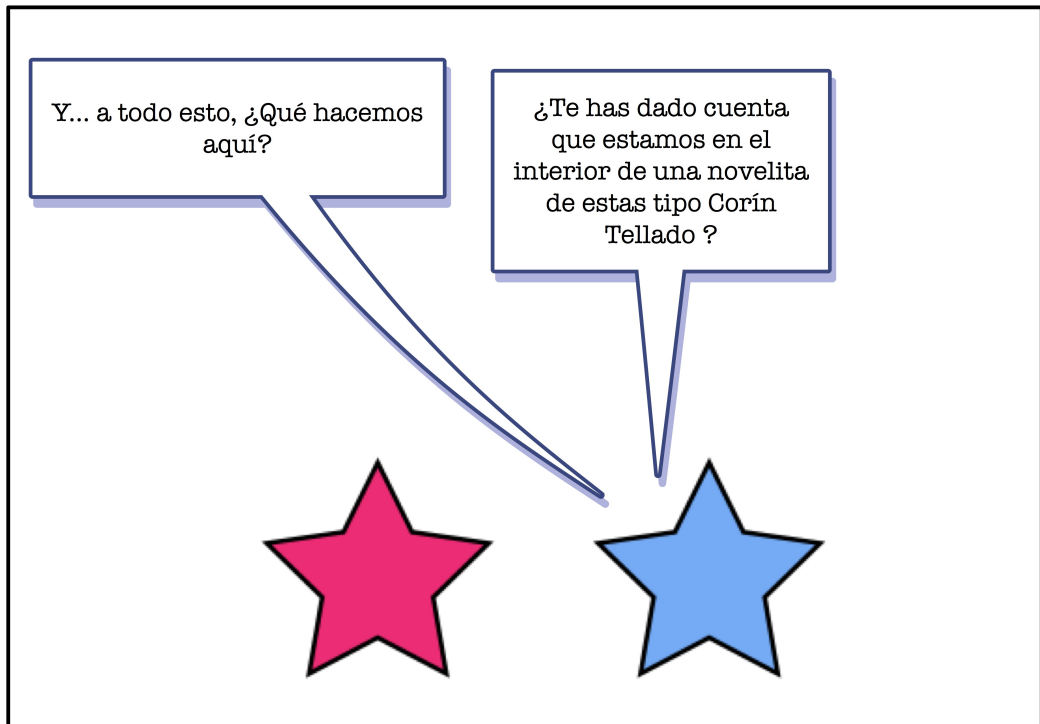 Y... a todo esto, ¿Qué hacemos
aquí?
¿Te has dado cuenta
que estamos en el
interior de una novelita
de estas tipo Corín
Tellado ?